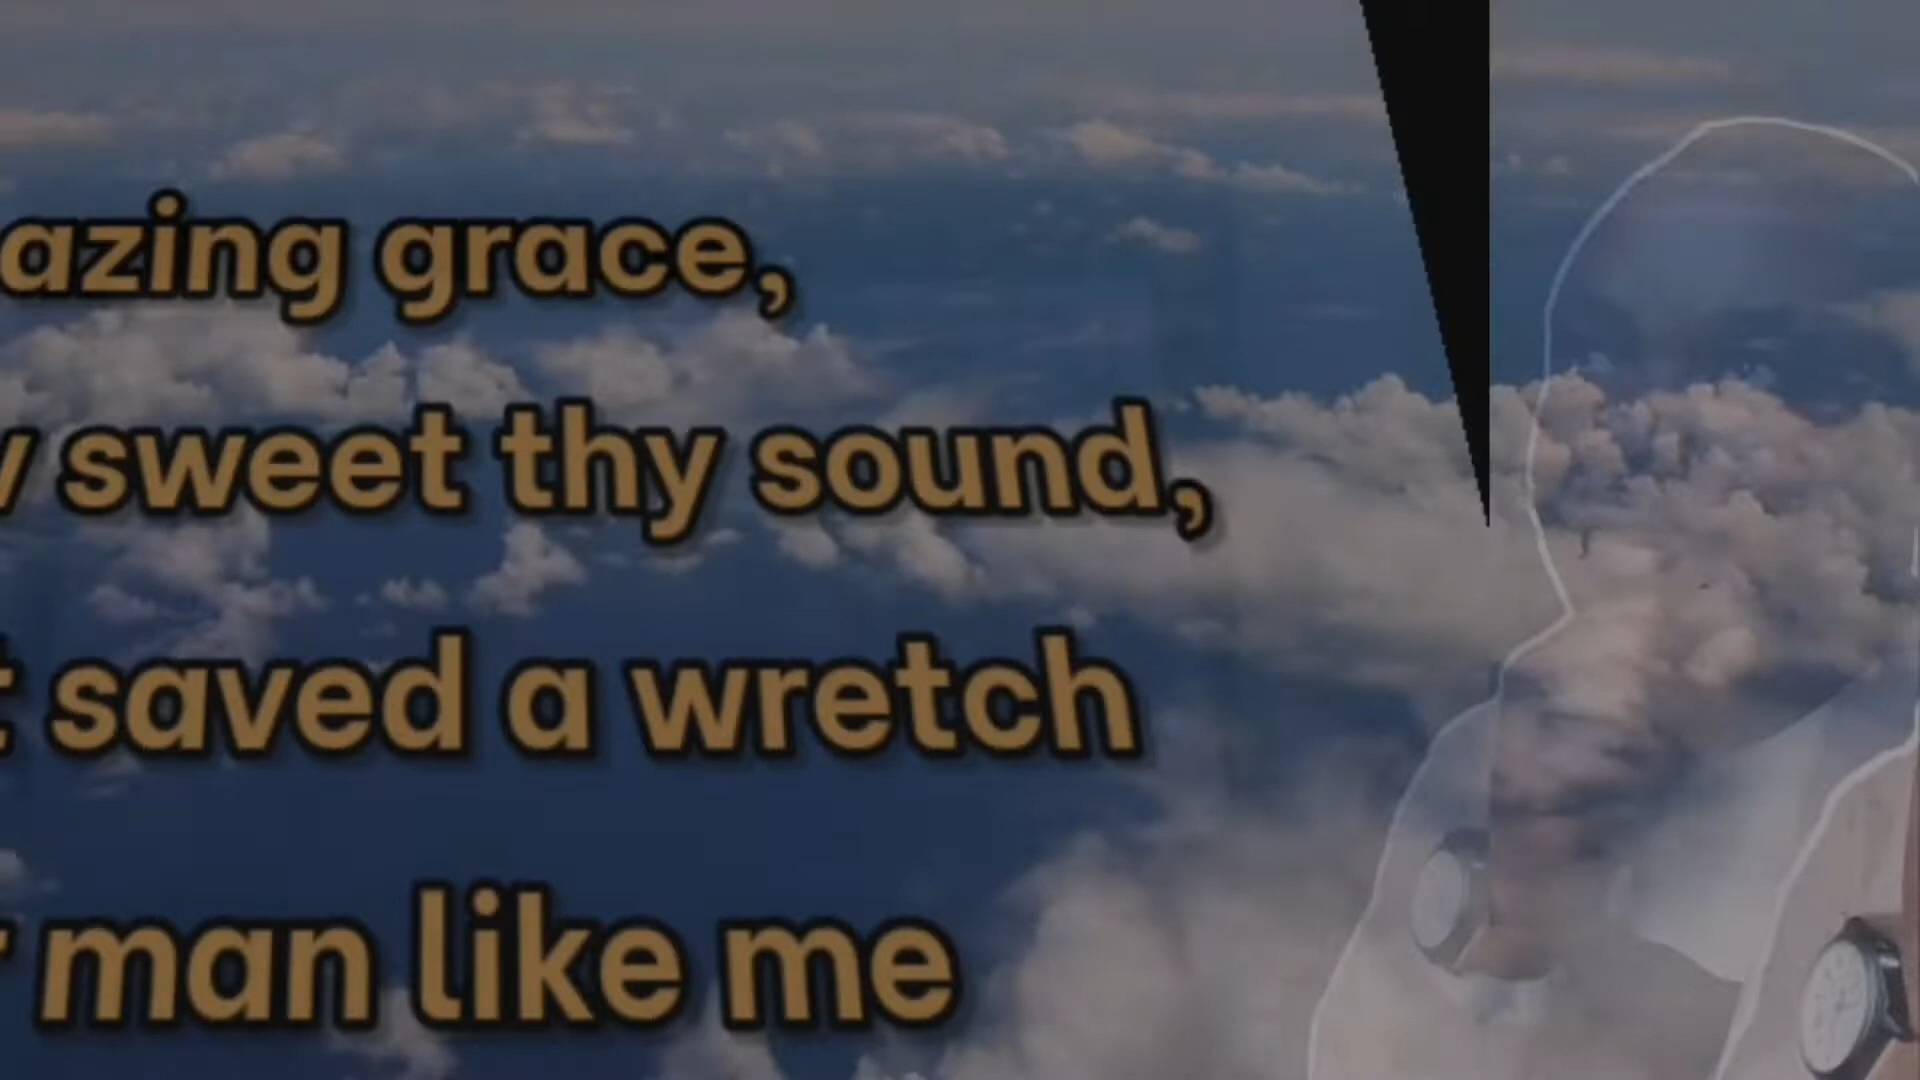 azing grace,
sweet thy sound,
saved a wretch
man like me